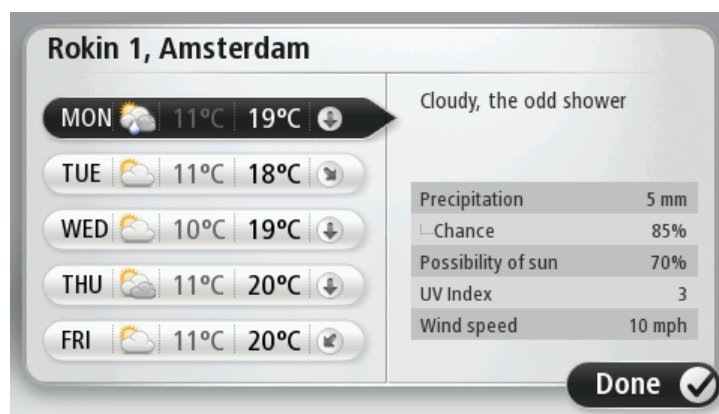 Rokin 1, Amsterdam
MON 11°C 19°C
TUE 11°C 18°C
WED 10°C 19°C
THU 11°C 20°C
FRI 11°C 20°C
Cloudy, the odd shower
Precipitation 5 mm
Chance 85%
Possibility of sun 70%
UV Index 3
Wind speed 10 mph
Done